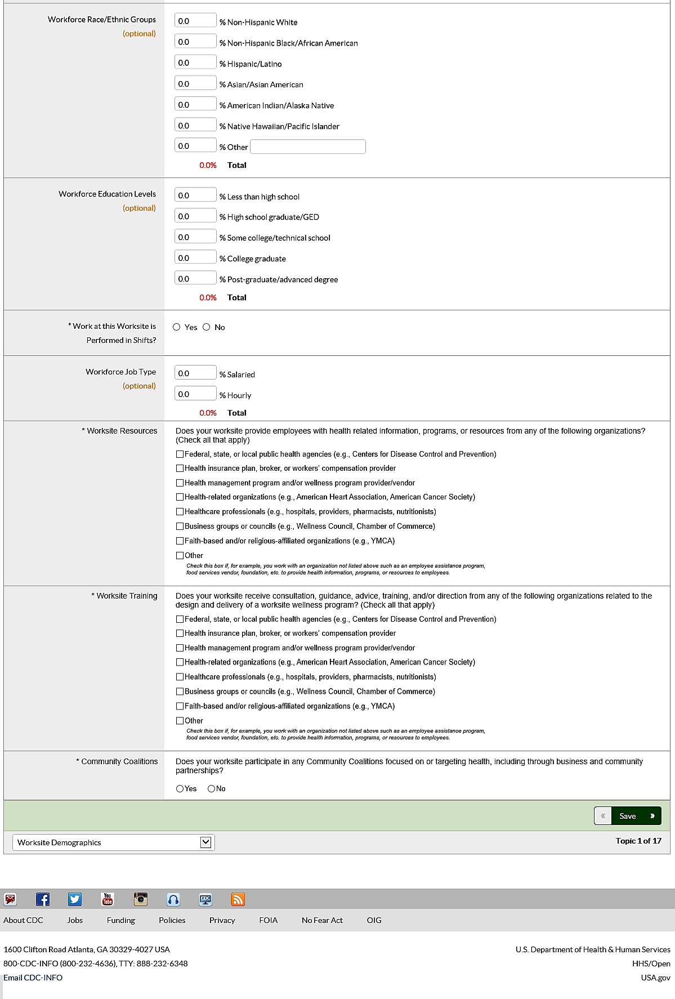 Workforce Race/Ethnic Groups
(optional)
0.0 % Non-Hispanic White
0.0 % Non-Hispanic Black/African American
0.0 % Hispanic/Latino
0.0 % Asian/Asian American
0.0 % American Indian/Alaska Native
0.0 % Native Hawaiian/Pacific Islander
0.0 % Other
0.0% Total
Workforce Education Levels
(optional)
0.0 % Less than high school
0.0 % High school graduate/GED
0.0 % Some college/technical school
0.0 % College graduate
0.0 % Post-graduate/advanced degree
0.0% Total
* Work at this Worksite is
Performed in Shifts?
Yes No
Workforce Job Type
(optional)
0.0 % Salaried
0.0 % Hourly
0.0% Total
* Worksite Resources
Does your worksite provide employees with health related information, programs, or resources from any of the following organizations?
(Check all that apply)
Federal, state, or local public health agencies (e.g., Centers for Disease Control and Prevention)
Health insurance plan, broker, or workers' compensation provider
Health management program and/or wellness program provider/vendor
Health-related organizations (e.g., American Heart Association, American Cancer Society)
Healthcare professionals (e.g., hospitals, providers, pharmacists, nutritionists)
Business groups or councils (e.g., Wellness Council, Chamber of Commerce)
Faith-based and/or religious-affiliated organizations (e.g., YMCA)
Other
Check this box if, for example, you work with an organization not listed above such as an employee assistance program,
food services vendor, foundation, etc. to provide health information, programs, or resources to employees.
* Worksite Training
Does your worksite receive consultation, guidance, advice, training, and/or direction from any of the following organizations related to the
design and delivery of a worksite wellness program? (Check all that apply)
Federal, state, or local public health agencies (e.g., Centers for Disease Control and Prevention)
Health insurance plan, broker, or workers' compensation provider
Health management program and/or wellness program provider/vendor
Health-related organizations (e.g., American Heart Association, American Cancer Society)
Healthcare professionals (e.g., hospitals, providers, pharmacists, nutritionists)
Business groups or councils (e.g., Wellness Council, Chamber of Commerce)
Faith-based and/or religious-affiliated organizations (e.g., YMCA)
Other
Check this box if, for example, you work with an organization not listed above such as an employee assistance program,
food services vendor, foundation, etc. to provide health information, programs, or resources to employees.
* Community Coalitions
Does your worksite participate in any Community Coalitions focused on or targeting health, including through business and community
partnerships?
Yes No
« Save »
Worksite Demographics
Topic 1 of 17
You Tube
CDC
About CDC Jobs Funding Policies Privacy FOIA No Fear Act OIG
1600 Clifton Road Atlanta, GA 30329-4027 USA
800-CDC-INFO (800-232-4636), TTY: 888-232-6348
Email CDC-INFO
U.S. Department of Health & Human Services
HHS/Open
USA.gov